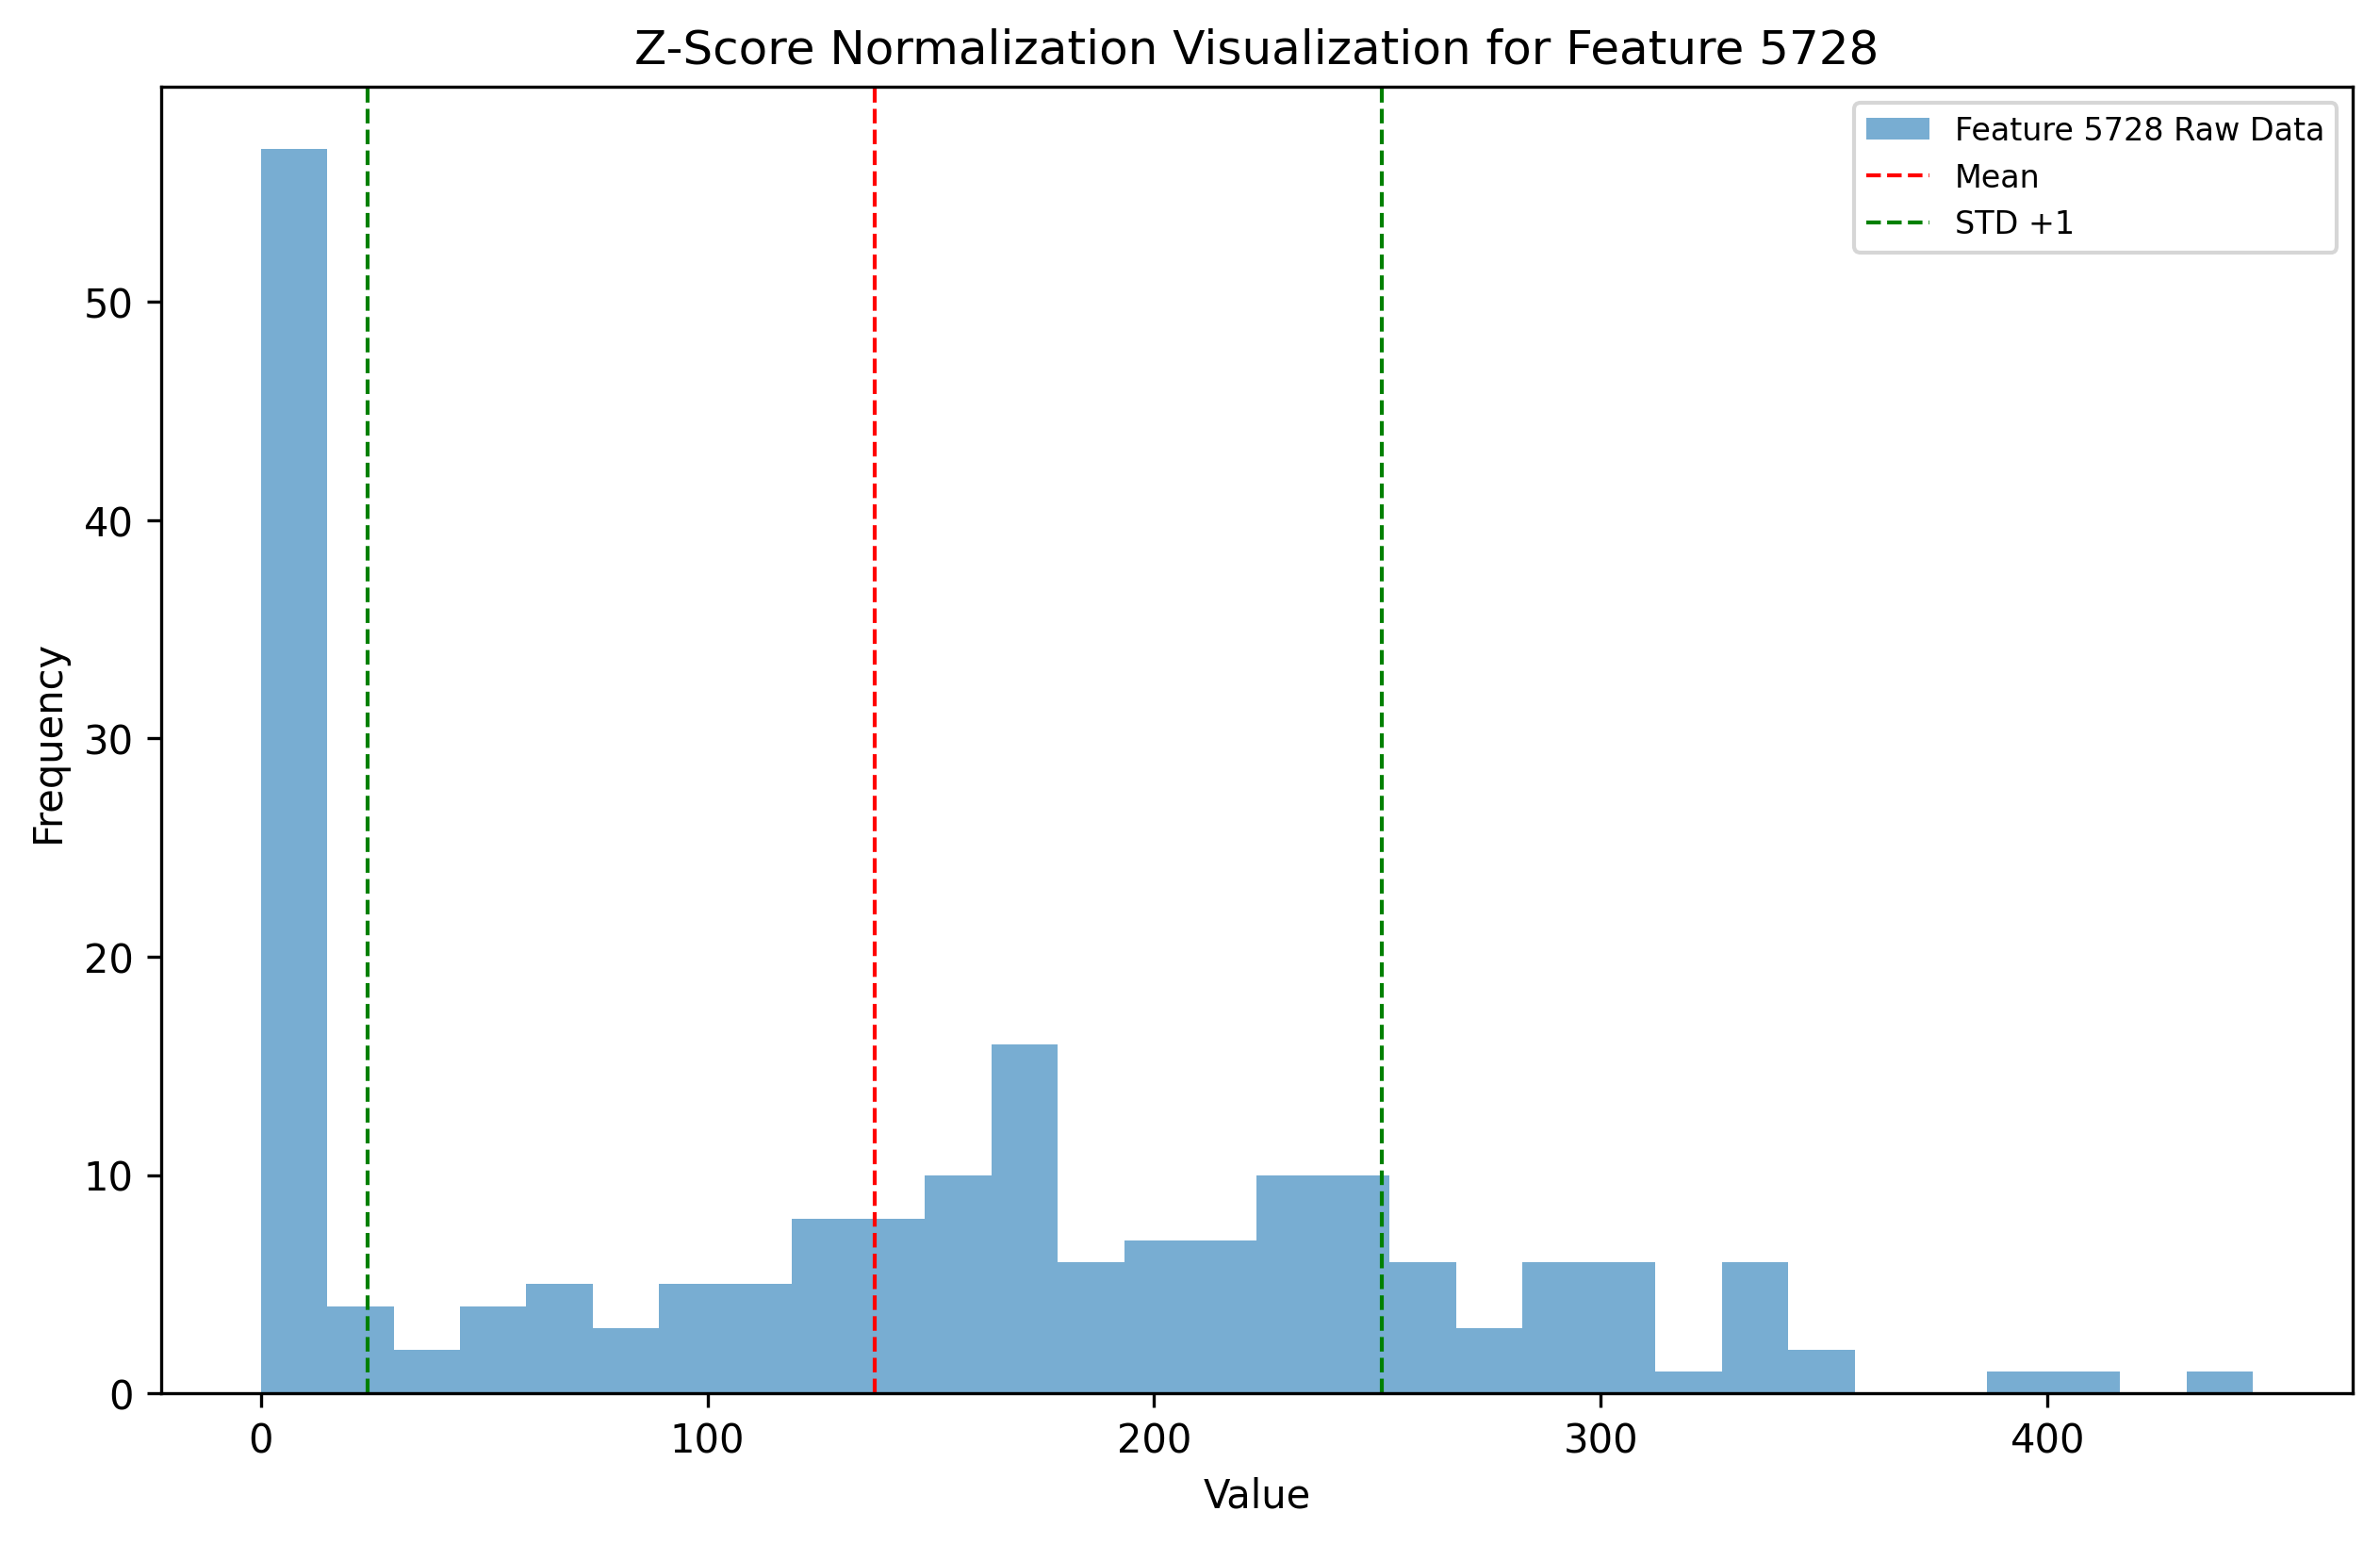 Z-Score Normalization Visualization for Feature 5728
Feature 5728 Raw Data
Mean
STD +1
50
40
30
20
10
0
Frequency
0 100 200 300 400
Value